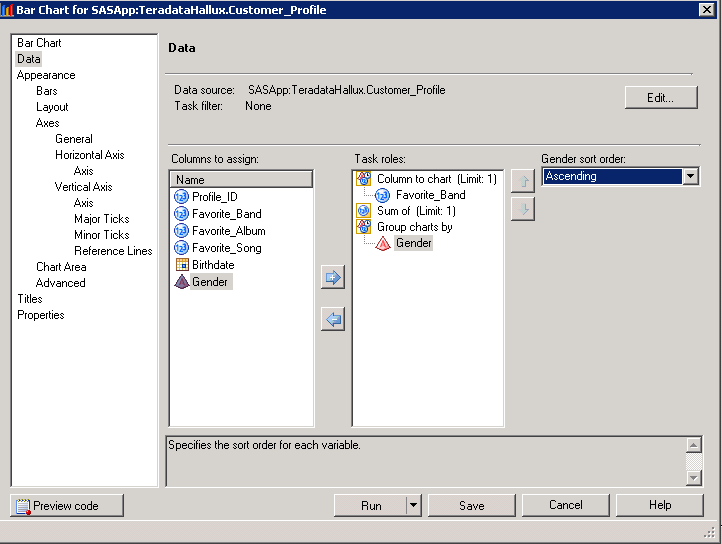 Bar Chart for SASApp:TeradataHallux.Customer_Profile
Bar Chart
Data
Appearance
Bars
Layout
Axes
General
Horizontal Axis
Axis
Vertical Axis
Axis
Major Ticks
Minor Ticks
Reference Lines
Chart Area
Advanced
Titles
Properties
Data
Data source: SASApp:TeradataHallux.Customer_Profile
Task filter: None
Edit...
Columns to assign:
Name
Profile_ID
Favorite_Band
Favorite_Album
Favorite_Song
Birthdate
Gender
Task roles:
Column to chart (Limit: 1)
Favorite_Band
Sum of (Limit: 1)
Group charts by
Gender
Gender sort order:
Ascending
Specifies the sort order for each variable.
Preview code
Run
Save
Cancel
Help